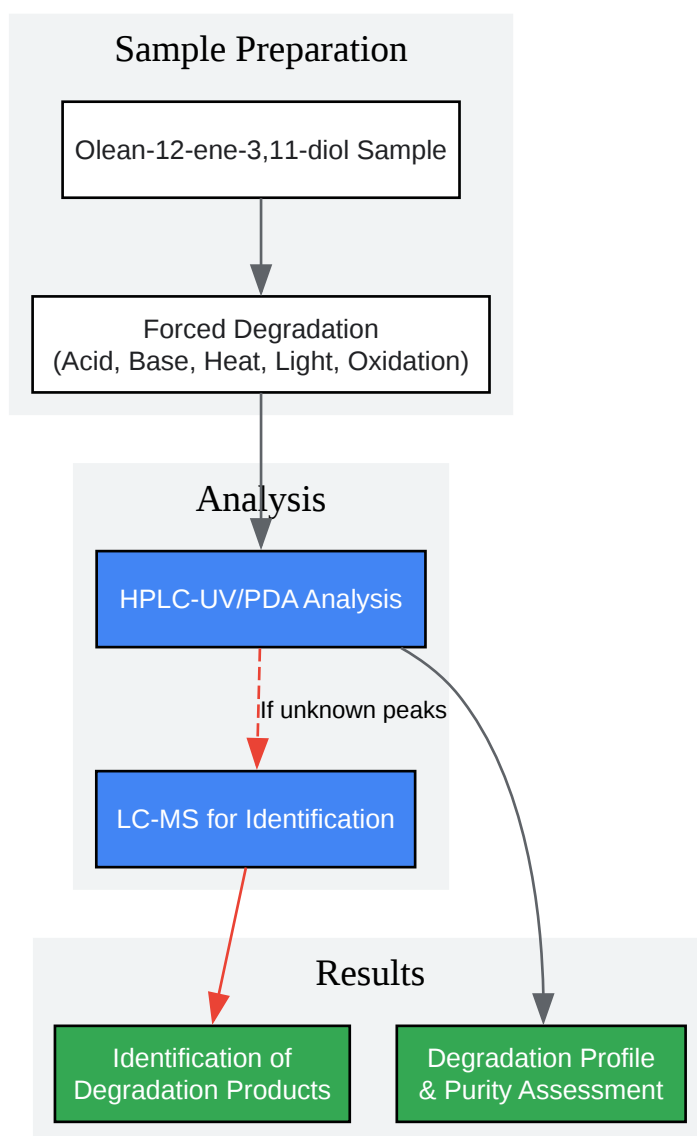 Sample Preparation
Olean-12-ene-3,11-diol Sample
Forced Degradation
(Acid, Base, Heat, Light, Oxidation)
Analysis
HPLC-UV/PDA Analysis
If unknown peaks
LC-MS for Identification
Results
Identification of
Degradation Products
Degradation Profile
& Purity Assessment